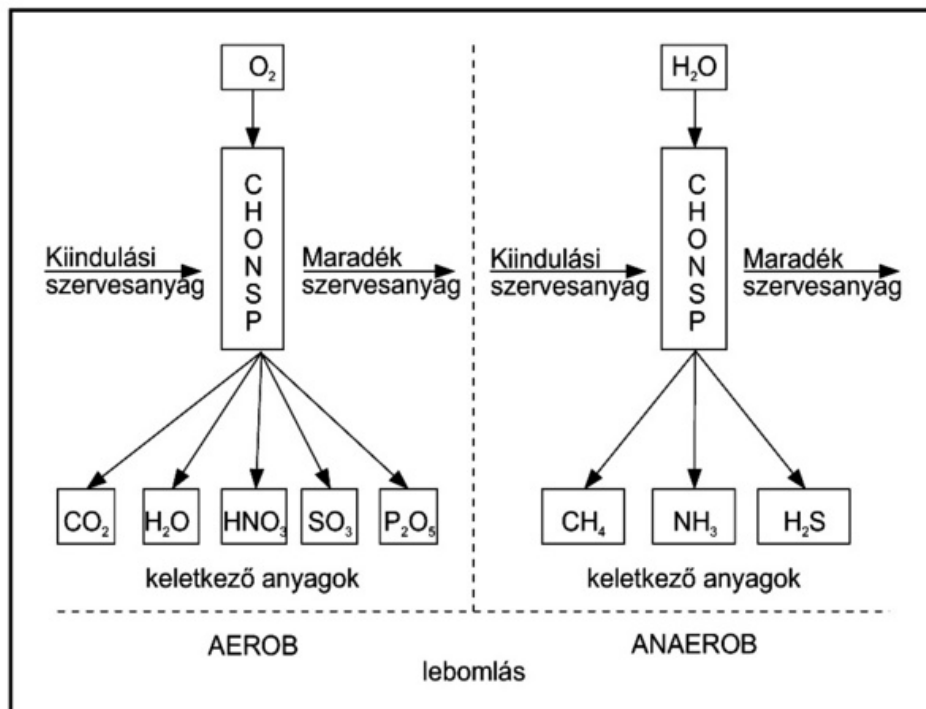 O₂
C
H
O
N
S
P
Kiindulási
szervesanyag
Maradék
szervesanyag
CO₂
H₂O
HNO₃
SO₃
P₂O₅
keletkező anyagok
AEROB
H₂O
C
H
O
N
S
P
Kiindulási
szervesanyag
Maradék
szervesanyag
CH₄
NH₃
H₂S
keletkező anyagok
ANAEROB
lebomlás